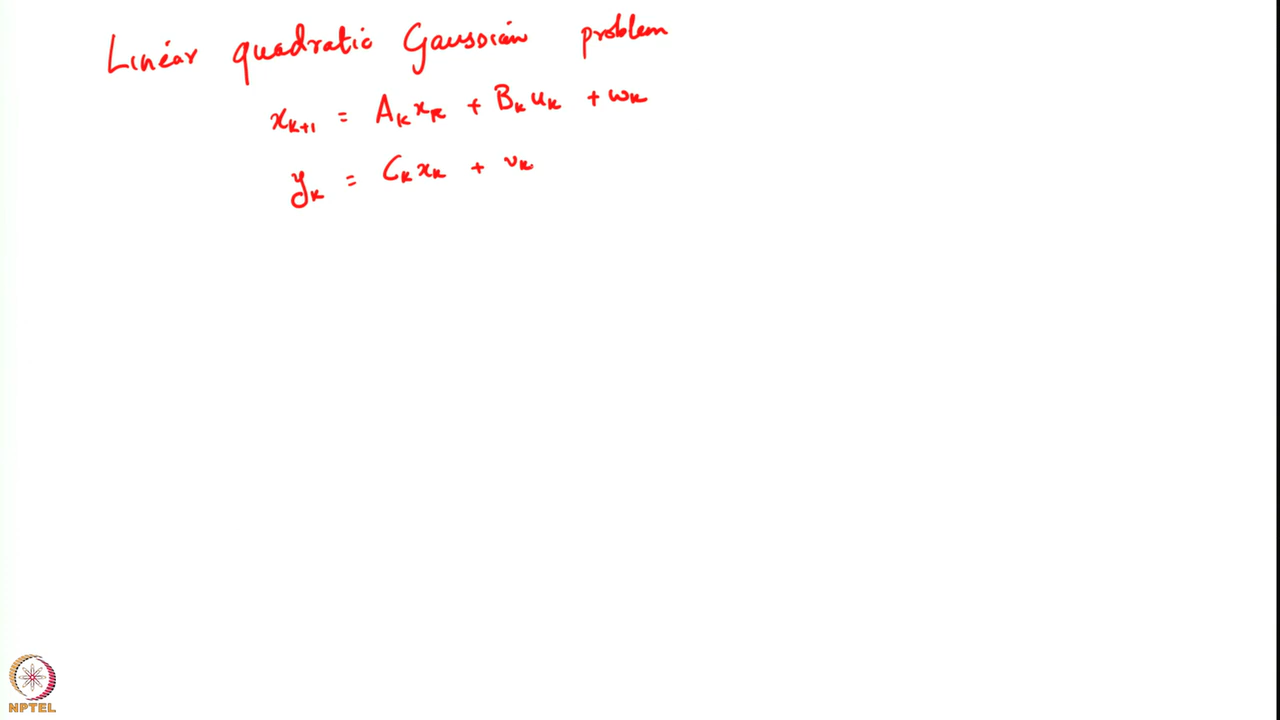 Linear quadratic Gaussian problem
x_{k+1} = A_k x_k + B_k u_k + w_k
y_k = C_k x_k + v_k
NPTEL